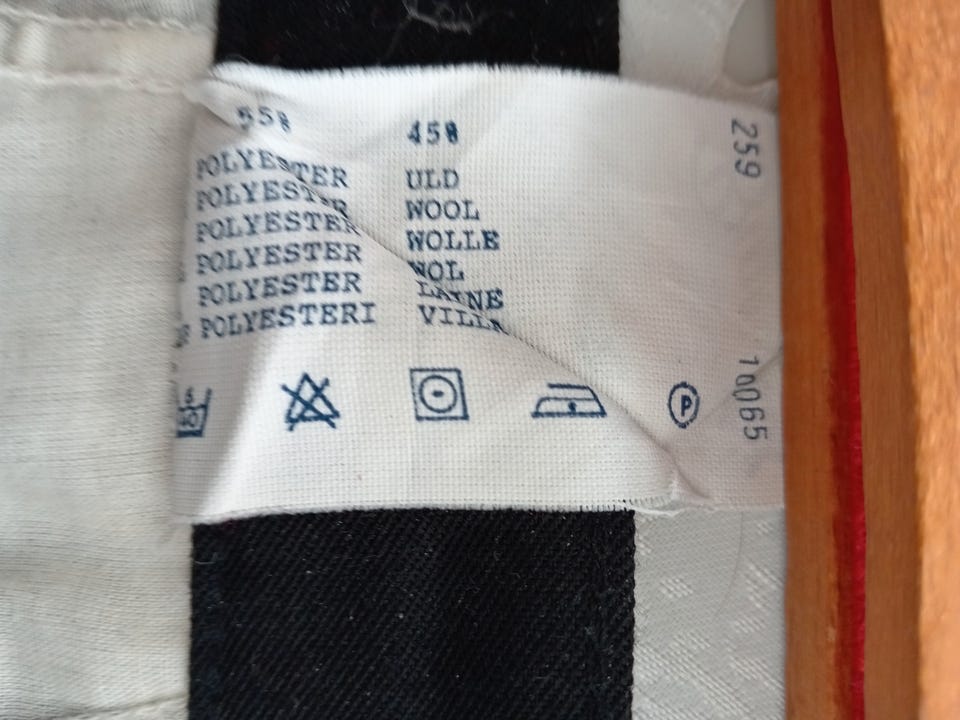 55% 45%
POLYESTER ULD
POLYESTER WOOL
POLYESTER WOLLE
POLYESTER WOL
POLYESTER LAINE
POLYESTERI VILLA
P
259
10065